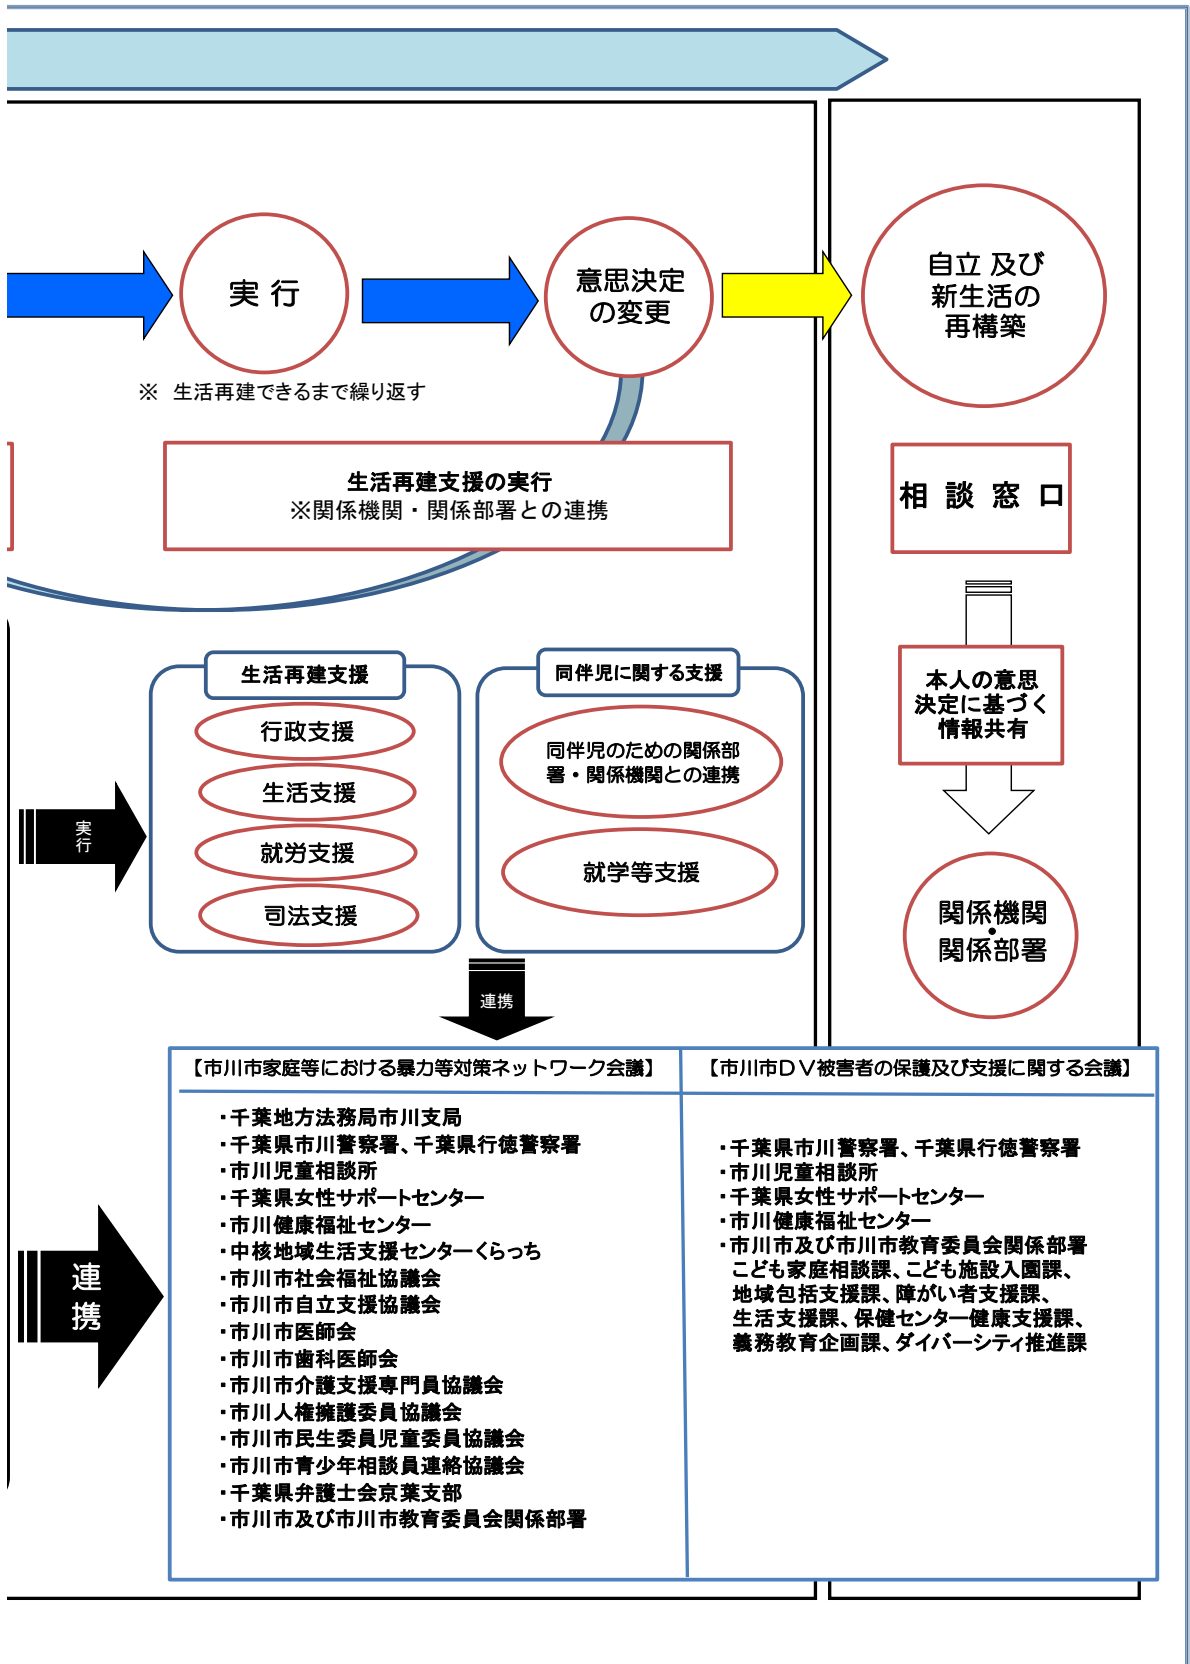 実 行
意思決定
の変更
自立 及び
新生活の
再構築
※ 生活再建できるまで繰り返す
生活再建支援の実行
※関係機関・関係部署との連携
相 談 窓 口
生活再建支援
行政支援
生活支援
就労支援
司法支援
同伴児に関する支援
同伴児のための関係部
署・関係機関との連携
就学等支援
本人の意思
決定に基づく
情報共有
実
行
関係機関
・
関係部署
連携
連
携
【市川市家庭等における暴力等対策ネットワーク会議】
・千葉地方法務局市川支局
・千葉県市川警察署、千葉県行徳警察署
・市川児童相談所
・千葉県女性サポートセンター
・市川健康福祉センター
・中核地域生活支援センターくらっち
・市川市社会福祉協議会
・市川市自立支援協議会
・市川市医師会
・市川市歯科医師会
・市川市介護支援専門員協議会
・市川人権擁護委員協議会
・市川市民生委員児童委員協議会
・市川市青少年相談員連絡協議会
・千葉県弁護士会京葉支部
・市川市及び市川市教育委員会関係部署
【市川市DV被害者の保護及び支援に関する会議】
・千葉県市川警察署、千葉県行徳警察署
・市川児童相談所
・千葉県女性サポートセンター
・市川健康福祉センター
・市川市及び市川市教育委員会関係部署
こども家庭相談課、こども施設入園課、
地域包括支援課、障がい者支援課、
生活支援課、保健センター健康支援課、
義務教育企画課、ダイバーシティ推進課